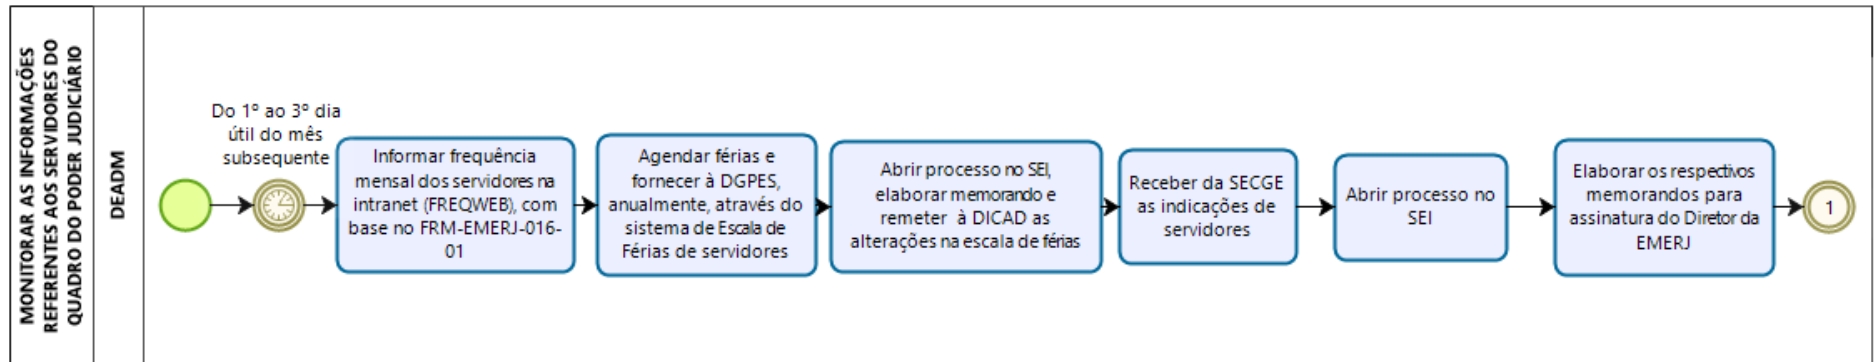 MONITORAR AS INFORMAÇÕES
REFERENTES AOS SERVIDORES DO
QUADRO DO PODER JUDICIÁRIO
DEADM
Do 1º ao 3º dia
útil do mês
subsequente
Informar frequência
mensal dos servidores na
intranet (FREQWEB), com
base no FRM-EMERJ-016-
01
Agendar férias e
fornecer à DGPES,
anualmente, através do
sistema de Escala de
Férias de servidores
Abrir processo no SEI,
elaborar memorando e
remeter à DICAD as
alterações na escala de férias
Receber da SECGE
as indicações de
servidores
Abrir processo no
SEI
Elaborar os respectivos
memorandos para
assinatura do Diretor da
EMERJ
1